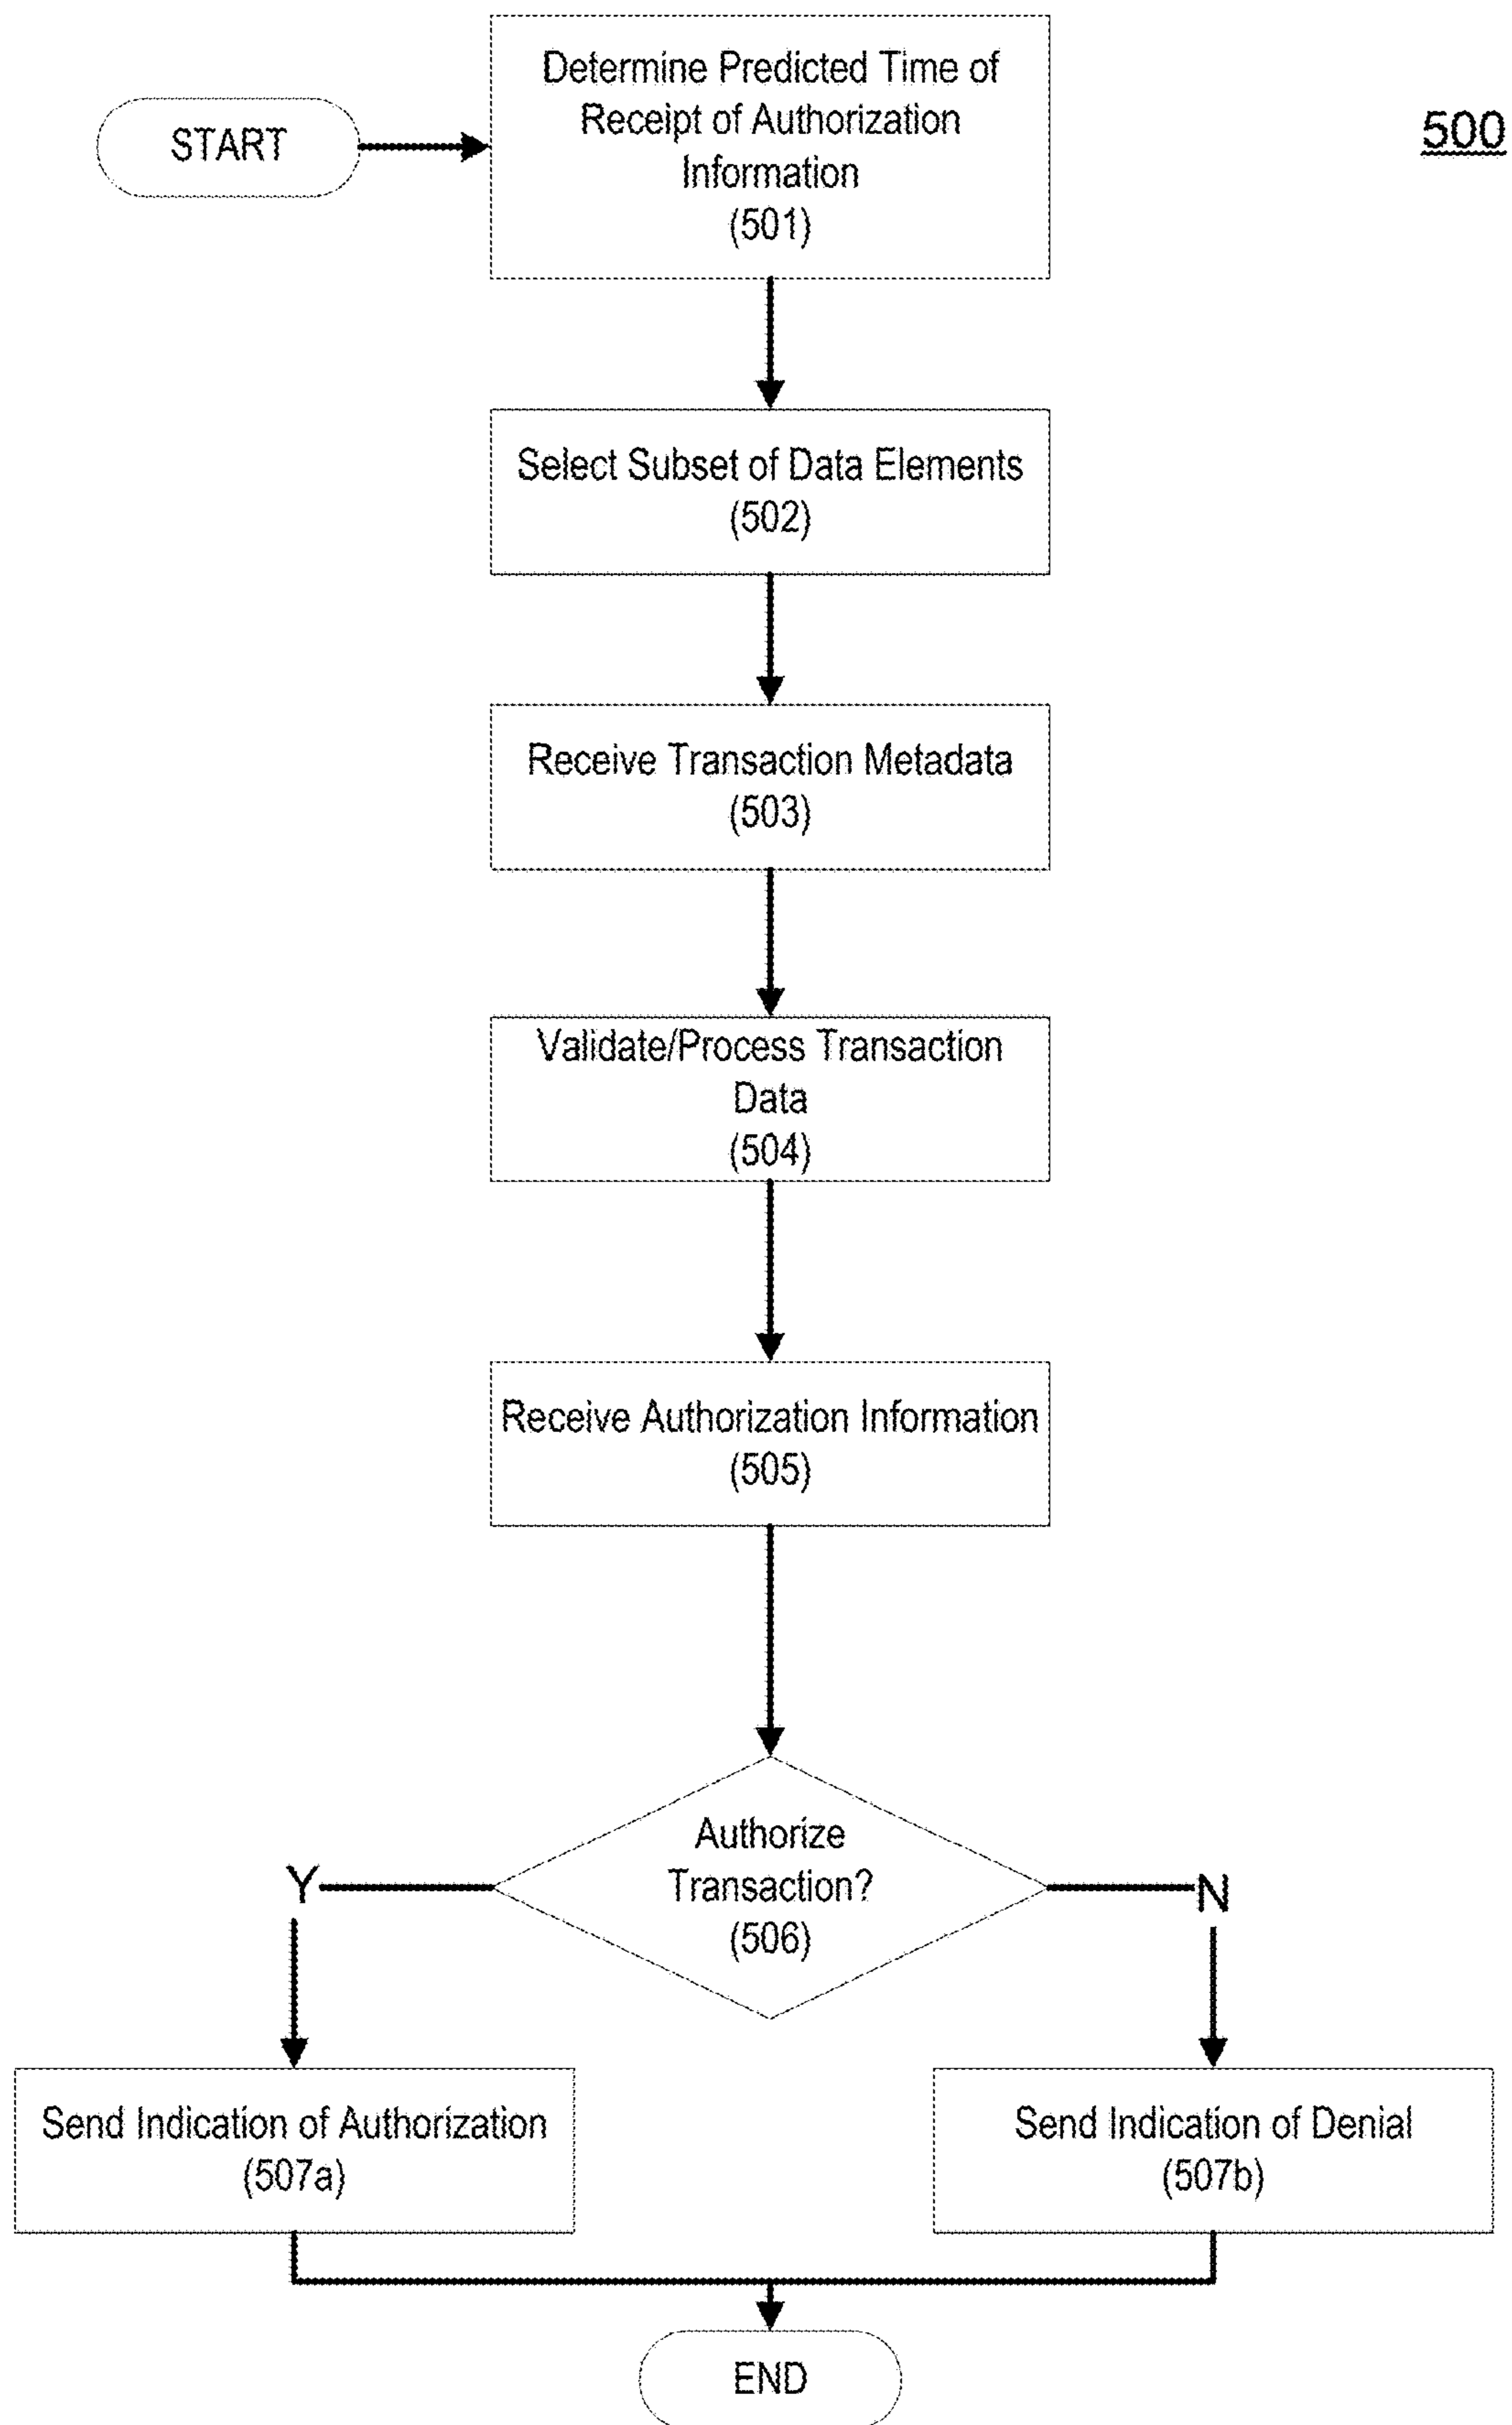 START
Determine Predicted Time of
Receipt of Authorization
Information
(501)
500
Select Subset of Data Elements
(502)
Receive Transaction Metadata
(503)
Validate/Process Transaction
Data
(504)
Receive Authorization Information
(505)
Authorize
Transaction?
(506)
Y
N
Send Indication of Authorization
(507a)
Send Indication of Denial
(507b)
END